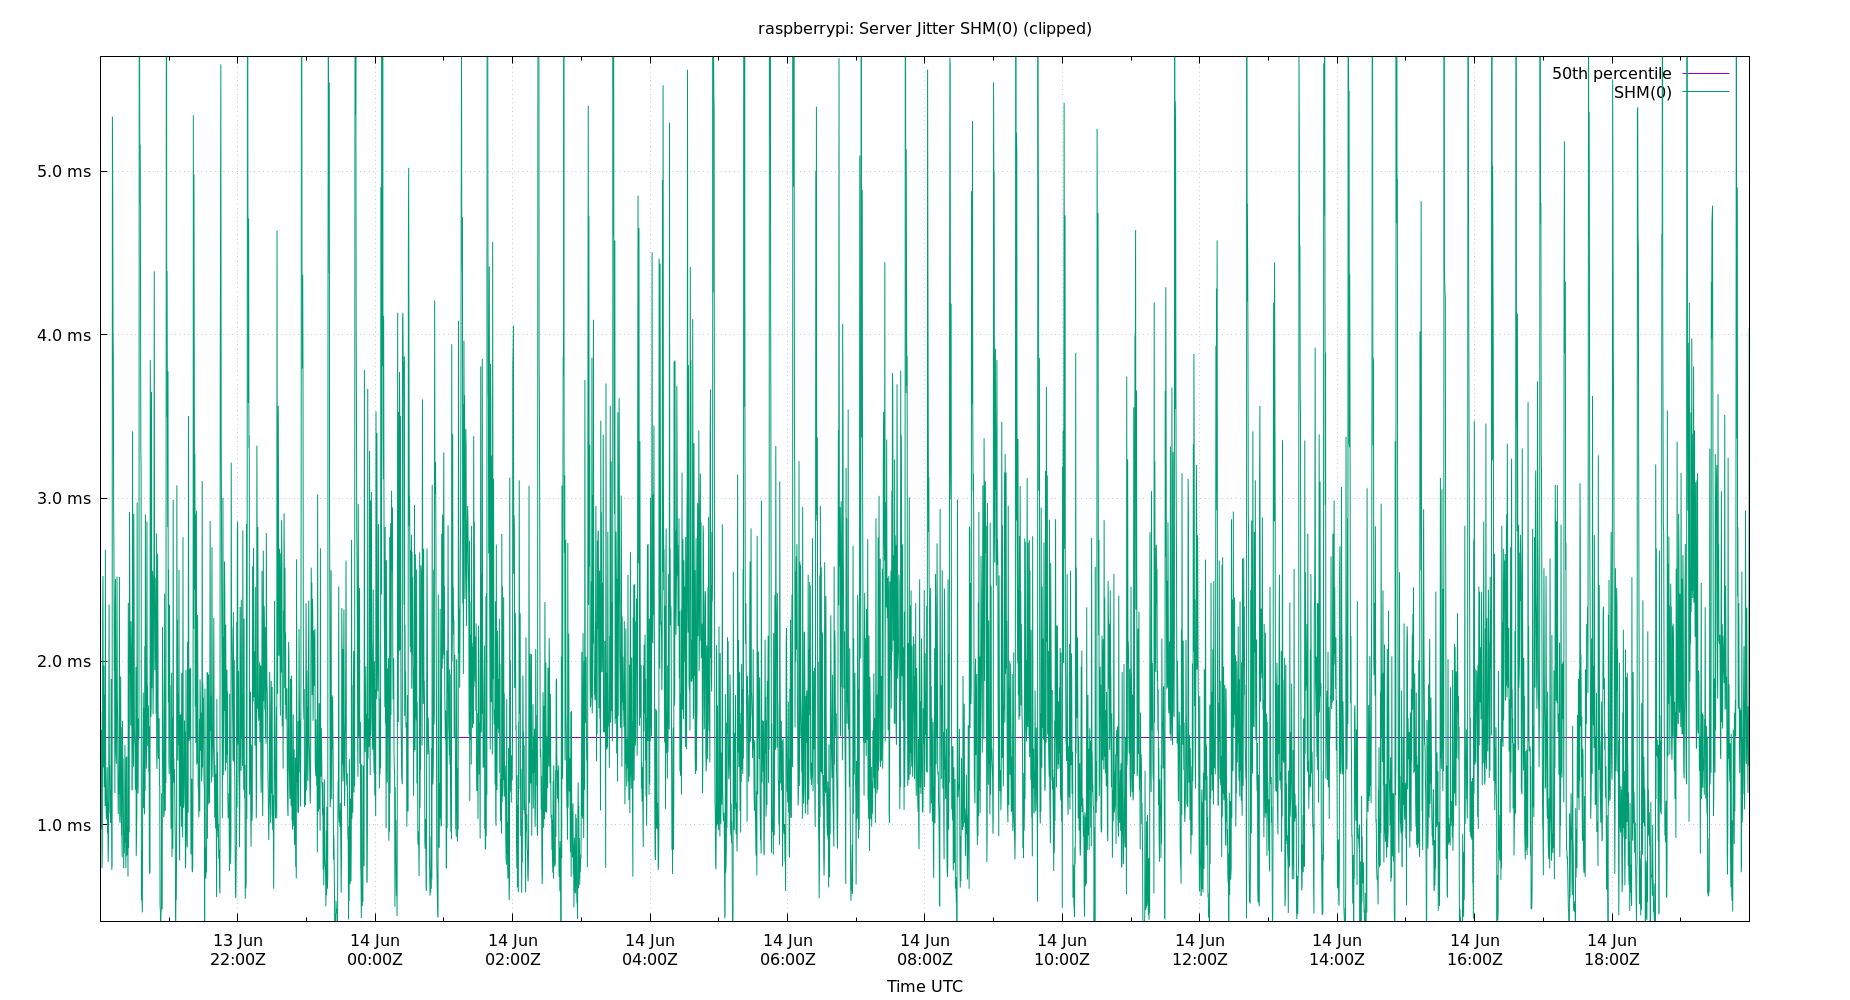 raspberrypi: Server Jitter SHM(0) (clipped)
50th percentile
SHM(0)
5.0 ms
4.0 ms
3.0 ms
2.0 ms
1.0 ms
13 Jun 14 Jun 14 Jun 14 Jun 14 Jun 14 Jun 14 Jun 14 Jun 14 Jun 14 Jun 14 Jun
22:00Z 00:00Z 02:00Z 04:00Z 06:00Z 08:00Z 10:00Z 12:00Z 14:00Z 16:00Z 18:00Z
Time UTC